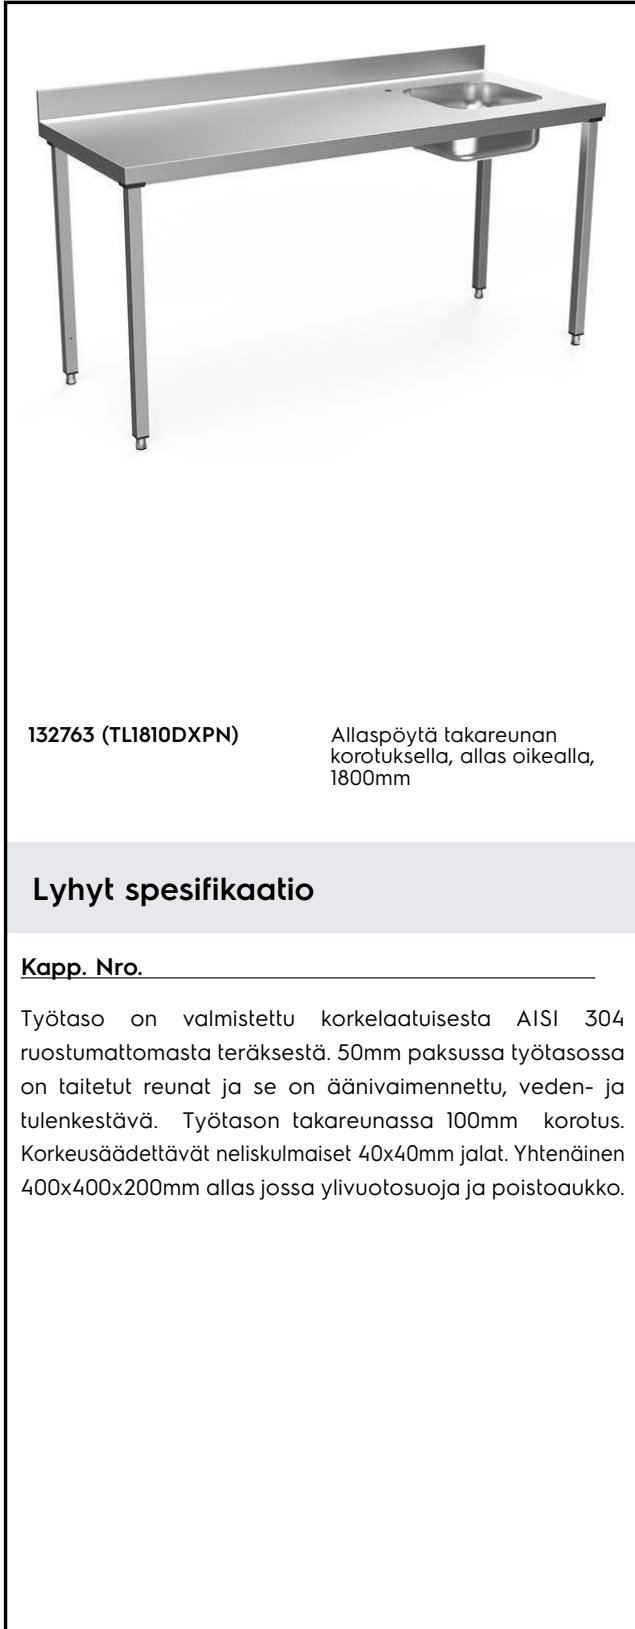 132763 (TL1810DXPN)
Allaspöytä takareunan
korotuksella, allas oikealla,
1800mm
Lyhyt spesifikaatio
Kapp. Nro.
Työtaso on valmistettu korkelaatuisesta AISI 304
ruostumattomasta teräksestä. 50mm paksussa työtasossa
on taitetut reunat ja se on äänivaimennettu, veden- ja
tulenkestävä. Työtason takareunassa 100mm korotus.
Korkeusäädettävät neliskulmaiset 40x40mm jalat. Yhtenäinen
400x400x200mm allas jossa ylivuotosuoja ja poistoaukko.